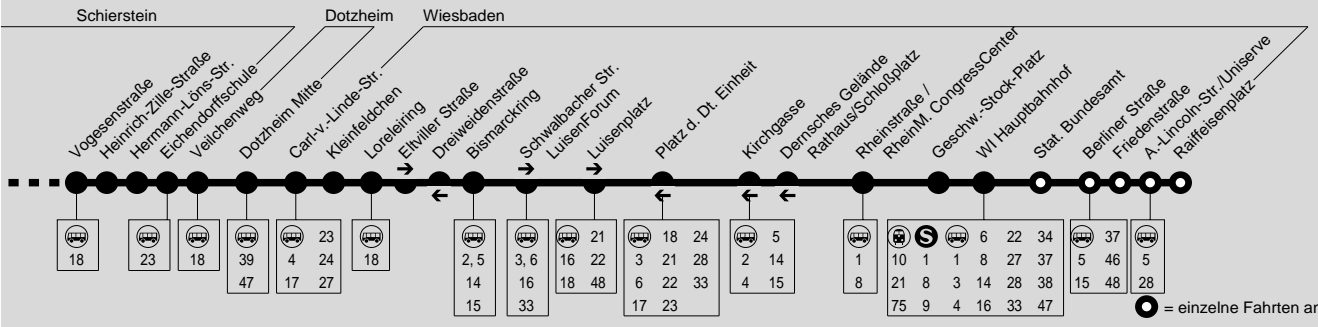 Schierstein Dotzheim Wiesbaden
Vogesenstraße
Heinrich-Zille-Straße
Hermann-Löns-Str.
Eichendorffschule
Veilchenweg
Dotzheim Mitte
Carl-v.-Linde-Str.
Kleinfeldchen
Loreleiring
Eltviller Straße
Dreiweidenstraße
Bismarckring
Schwalbacher Str.
LuisenForum
Luisenplatz
Platz d. Dt. Einheit
Kirchgasse
Dernsches Gelände
Rathaus/Schloßplatz
Rheinstraße /
RheinM. CongressCenter
Geschw.-Stock-Platz
WI Hauptbahnhof
Stat. Bundesamt
Berliner Straße
Friedenstraße
A.-Lincoln-Str./Uniserve
Raiffeisenplatz
18
23
18
39
47
23
4 24
17 27
18
2, 5
14
15
3, 6
16
33
21
16 22
18 48
18 24
3 21 28
6 22 33
17 23
5
2 14
4 15
1
8
S 6 22 34
10 1 1 8 27 37
21 8 3 14 28 38
75 9 4 16 33 47
37
5 46
15 48
5
28
= einzelne Fahrten an